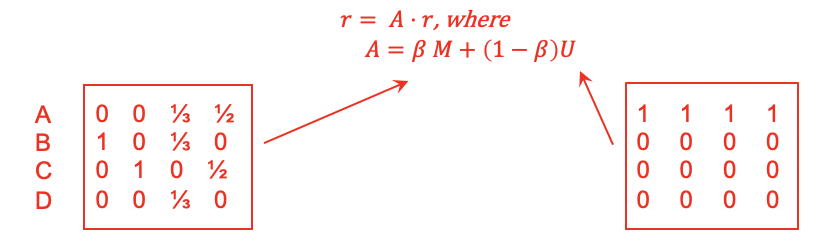 r = A · r, where
A = β M + (1 − β)U
A 0 0 ⅓ ½ 1 1 1 1
B 1 0 ⅓ 0 0 0 0 0
C 0 1 0 ½ 0 0 0 0
D 0 0 ⅓ 0 0 0 0 0